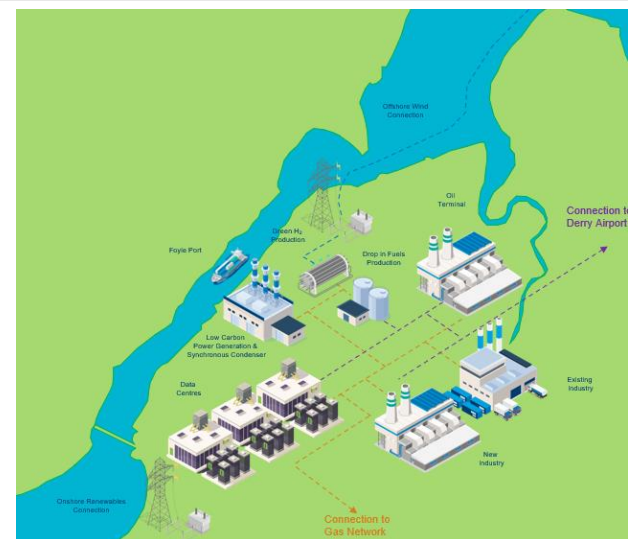 Offshore Wind
Connection
Oil
Terminal
Connection to
Derry Airport
Green H₂
Production
Foyle Port
Drop in Fuels
Production
Low Carbon
Power Generation &
Synchronous Condenser
Data
Centres
Existing
Industry
New
Industry
Onshore Renewables
Connection
Connection to
Gas Network